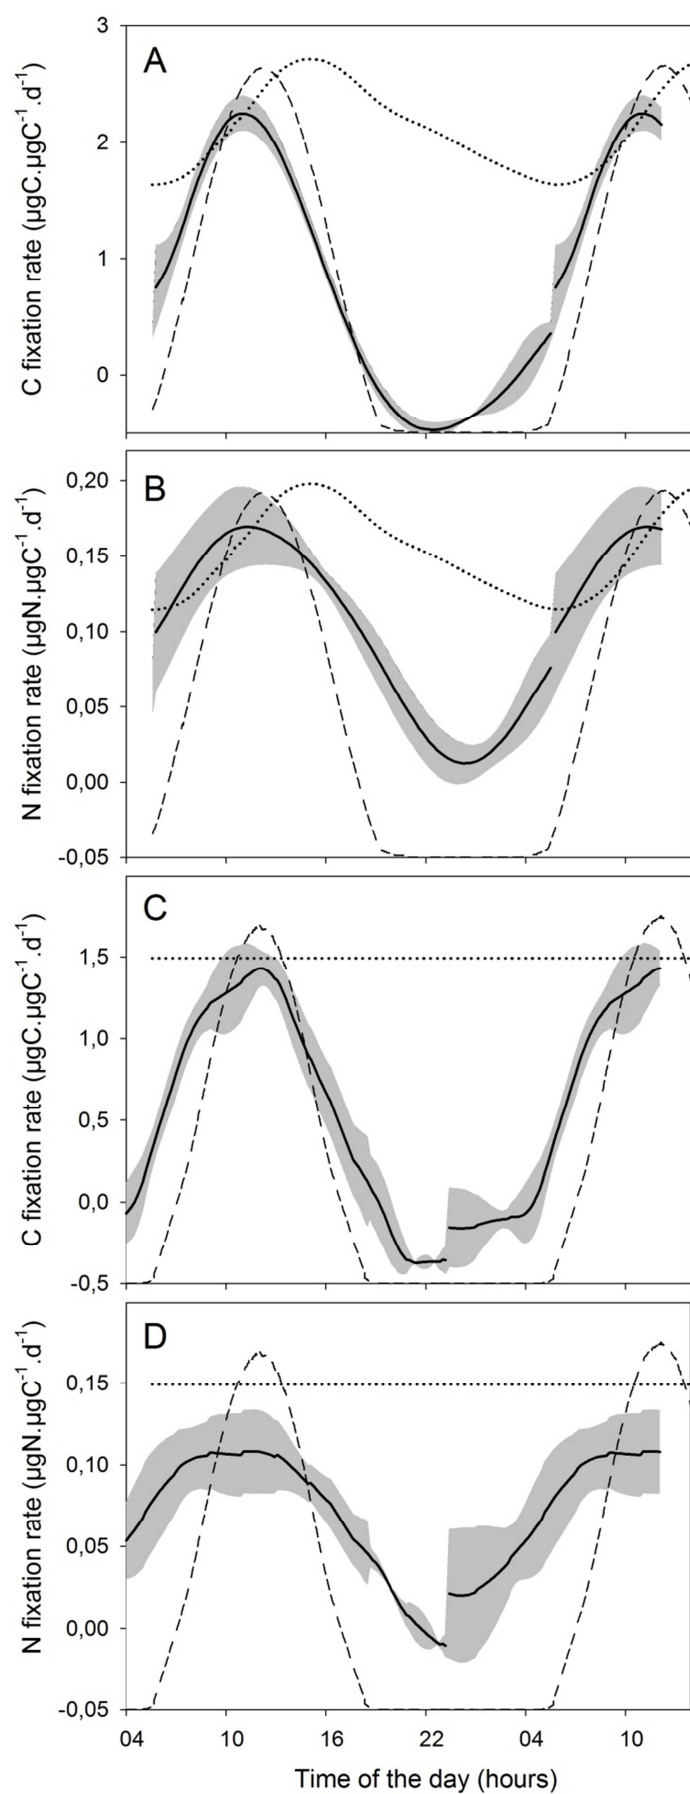 A
3
2
1
0
C fixation rate (µgC.µgC⁻¹.d⁻¹)
B
0,20
0,15
0,10
0,05
0,00
-0,05
N fixation rate (µgN.µgC⁻¹.d⁻¹)
C
1,5
1,0
0,5
0,0
-0,5
C fixation rate (µgC.µgC⁻¹.d⁻¹)
D
0,15
0,10
0,05
0,00
-0,05
N fixation rate (µgN.µgC⁻¹.d⁻¹)
04 10 16 22 04 10
Time of the day (hours)